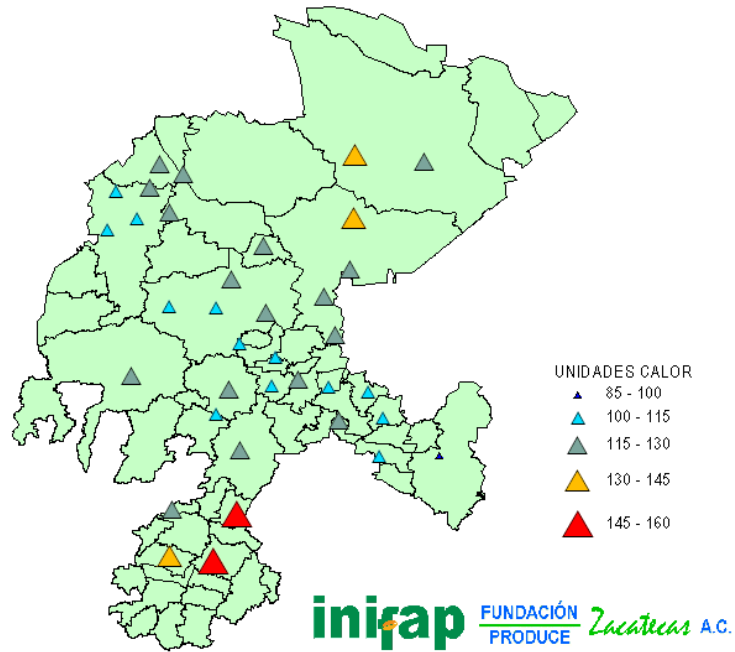 UNIDADES CALOR
85 - 100
100 - 115
115 - 130
130 - 145
145 - 160
inifap
FUNDACIÓN
PRODUCE
Zacatecas A.C.